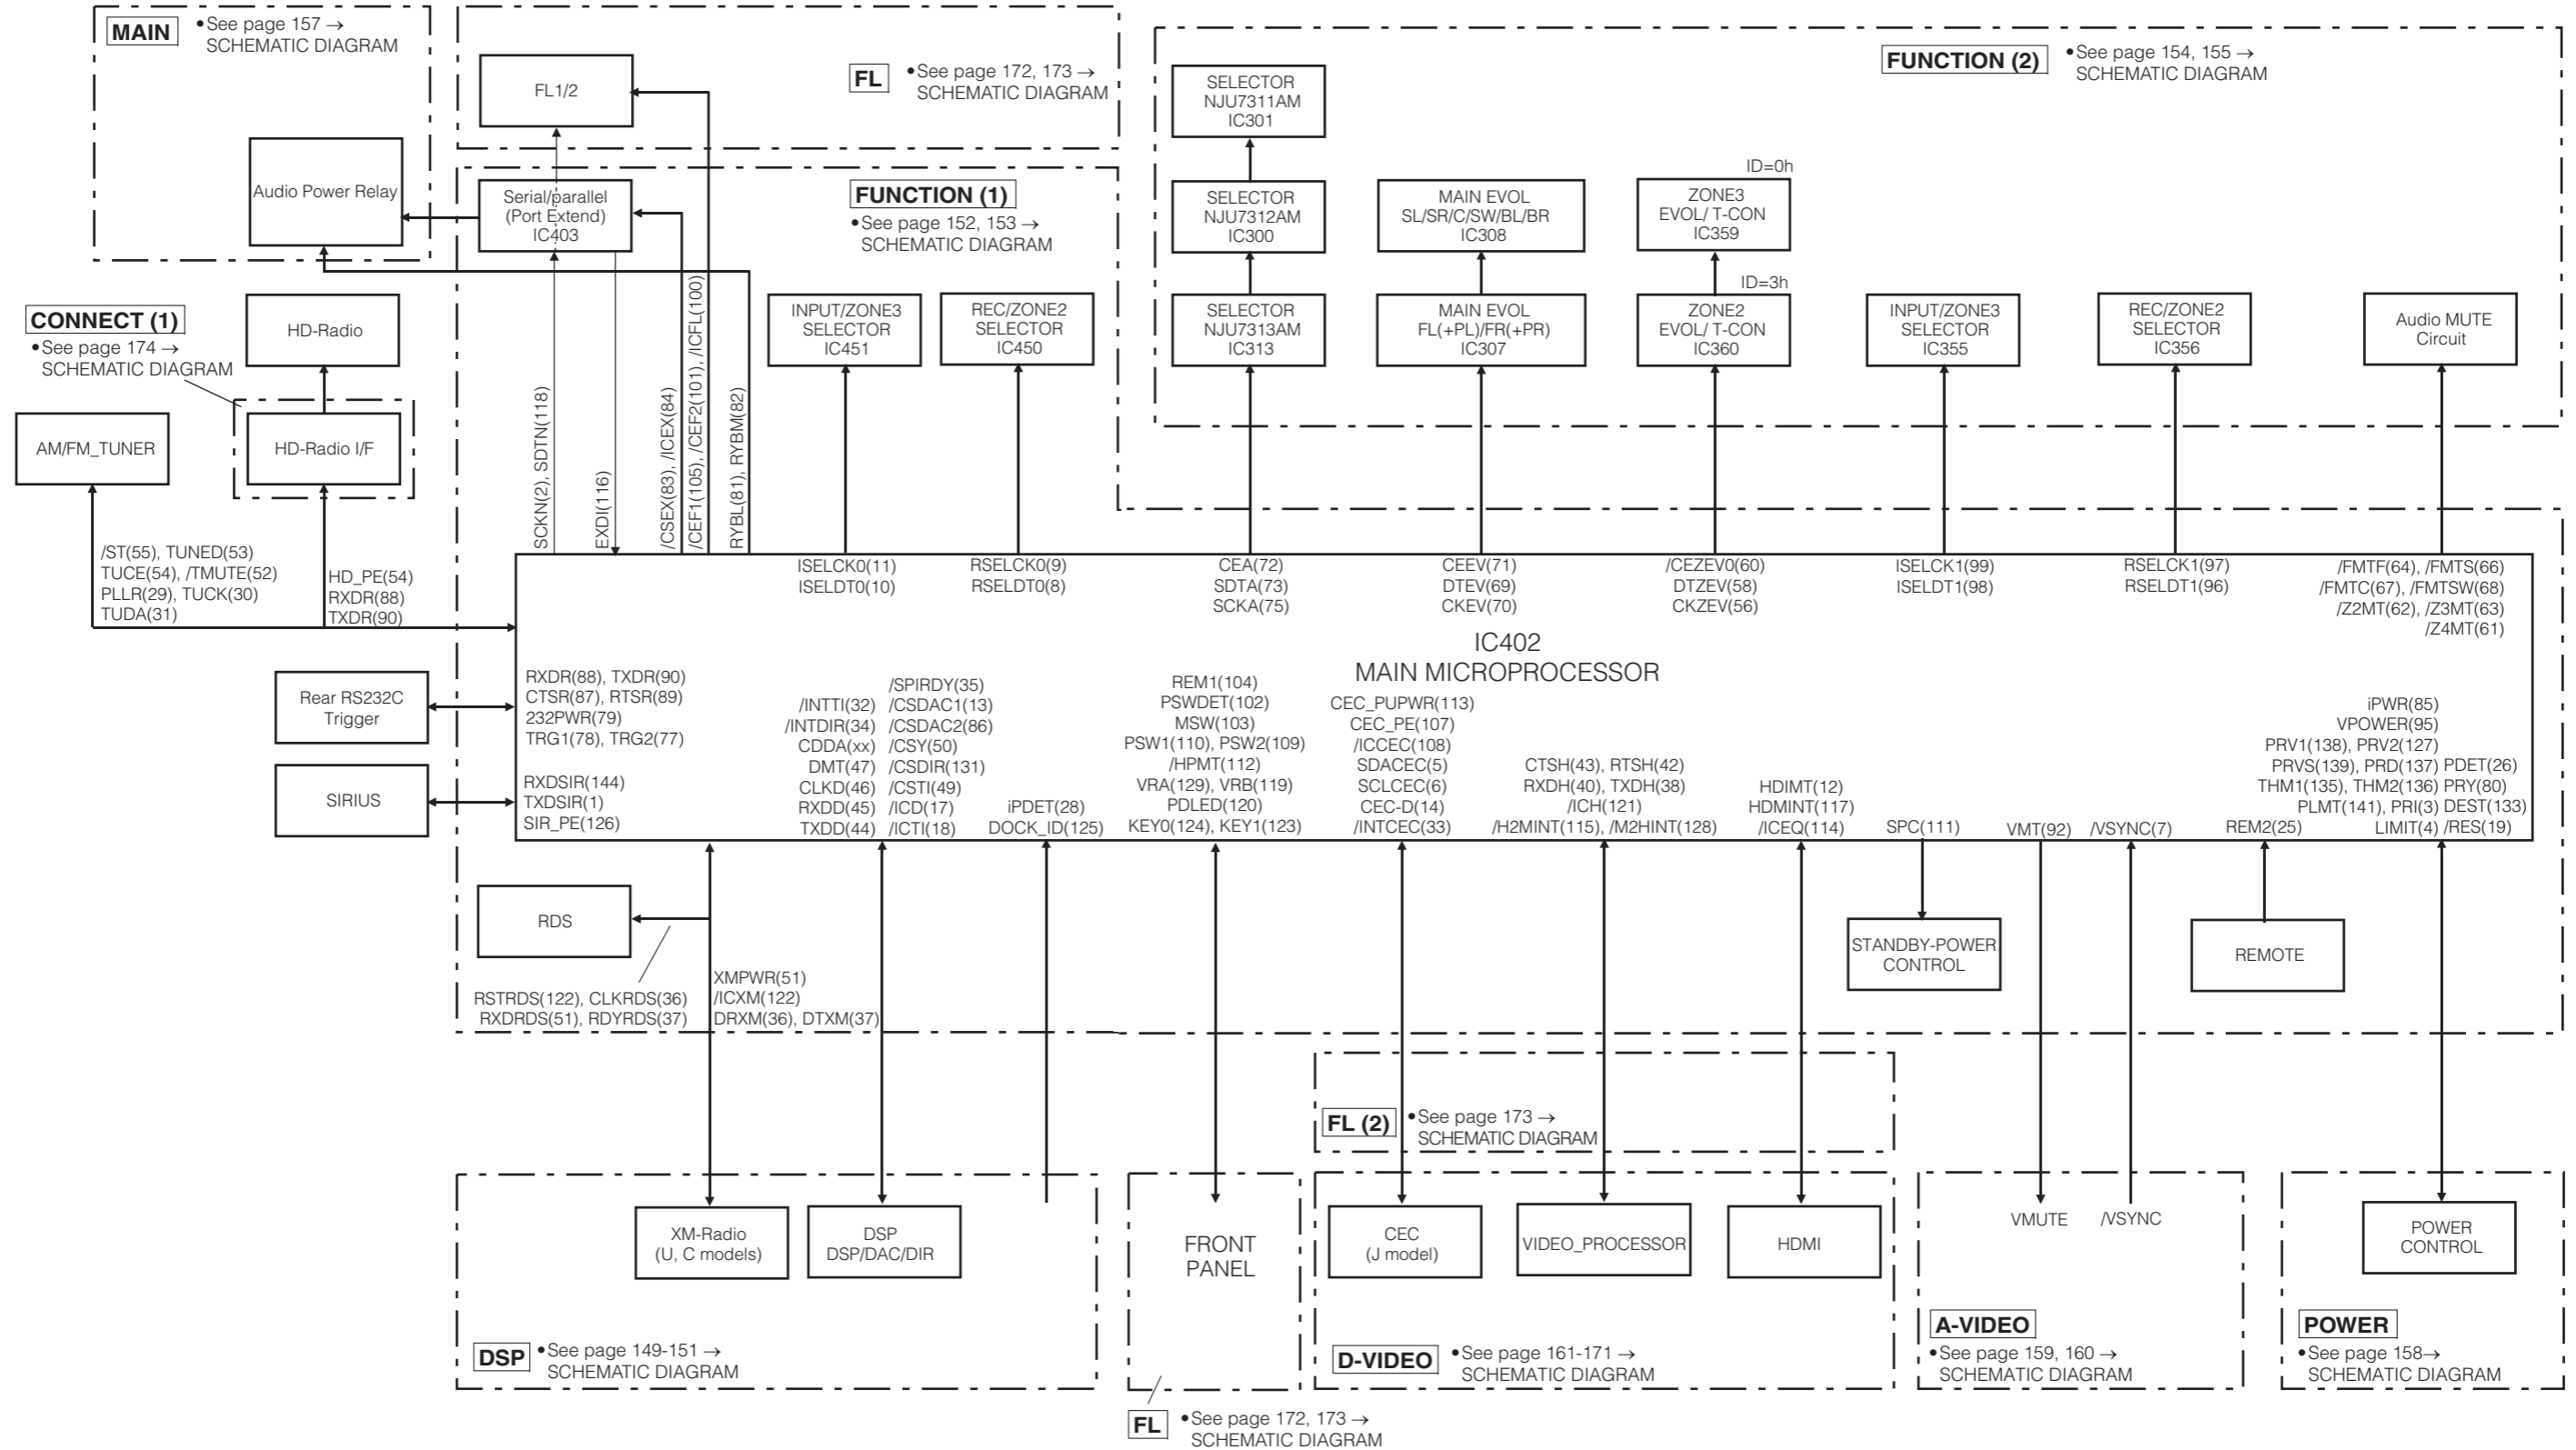 MAIN
•See page 157 →
SCHEMATIC DIAGRAM
Audio Power Relay
FL1/2
FL
•See page 172, 173 →
SCHEMATIC DIAGRAM
Serial/parallel
(Port Extend)
IC403
FUNCTION (1)
•See page 152, 153 →
SCHEMATIC DIAGRAM
FUNCTION (2)
•See page 154, 155 →
SCHEMATIC DIAGRAM
SELECTOR
NJU7311AM
IC301
SELECTOR
NJU7312AM
IC300
SELECTOR
NJU7313AM
IC313
MAIN EVOL
SL/SR/C/SW/BL/BR
IC308
MAIN EVOL
FL(+PL)/FR(+PR)
IC307
ID=0h
ZONE3
EVOL/ T-CON
IC359
ID=3h
ZONE2
EVOL/ T-CON
IC360
INPUT/ZONE3
SELECTOR
IC355
REC/ZONE2
SELECTOR
IC356
Audio MUTE
Circuit
INPUT/ZONE3
SELECTOR
IC451
REC/ZONE2
SELECTOR
IC450
CONNECT (1)
•See page 174 →
SCHEMATIC DIAGRAM
HD-Radio
HD-Radio I/F
AM/FM_TUNER
/ST(55), TUNED(53)
TUCE(54), /TMUTE(52)
PLLR(29), TUCK(30)
TUDA(31)
HD_PE(54)
RXDR(88)
TXDR(90)
SCKN(2), SDTN(118)
EXDI(116)
/CSEX(83), /ICEX(84)
/CEF1(105), /CEF2(101), /ICFL(100)
RYBL(81), RYBM(82)
ISELCK0(11)
ISELDT0(10)
RSELCK0(9)
RSELDT0(8)
CEA(72)
SDTA(73)
SCKA(75)
CEEV(71)
DTEV(69)
CKEV(70)
/CEZEV0(60)
DTZEV(58)
CKZEV(56)
ISELCK1(99)
ISELDT1(98)
RSELCK1(97)
RSELDT1(96)
/FMTF(64), /FMTS(66)
/FMTC(67), /FMTSW(68)
/Z2MT(62), /Z3MT(63)
/Z4MT(61)
IC402
MAIN MICROPROCESSOR
Rear RS232C
Trigger
SIRIUS
RXDR(88), TXDR(90)
CTSR(87), RTSR(89)
232PWR(79)
TRG1(78), TRG2(77)
RXDSIR(144)
TXDSIR(1)
SIR_PE(126)
/INTTI(32)
/INTDIR(34)
CDDA(xx)
DMT(47)
CLKD(46)
RXDD(45)
TXDD(44)
/SPIRDY(35)
/CSDAC1(13)
/CSDAC2(86)
/CSY(50)
/CSDIR(131)
/CSTI(49)
/ICD(17)
/ICTI(18)
iPDET(28)
DOCK_ID(125)
REM1(104)
PSWDET(102)
MSW(103)
PSW1(110), PSW2(109)
/HPMT(112)
VRA(129), VRB(119)
PDLED(120)
KEY0(124), KEY1(123)
CEC_PUPWR(113)
CEC_PE(107)
/ICCEC(108)
SDACEC(5)
SCLCEC(6)
CEC-D(14)
/INTCEC(33)
CTSH(43), RTSH(42)
RXDH(40), TXDH(38)
/ICH(121)
/H2MINT(115), /M2HINT(128)
HDIMT(12)
HDMINT(117)
/ICEQ(114)
SPC(111)
VMT(92)
/VSYNC(7)
REM2(25)
iPWR(85)
VPOWER(95)
PRV1(138), PRV2(127)
PRVS(139), PRD(137) PDET(26)
THM1(135), THM2(136) PRY(80)
PLMT(141), PRI(3) DEST(133)
LIMIT(4) /RES(19)
RDS
RSTRDS(122), CLKRDS(36)
RXDRDS(51), RDYRDS(37)
XMPWR(51)
/ICXM(122)
DRXM(36), DTXM(37)
STANDBY-POWER
CONTROL
REMOTE
FL (2)
•See page 173 →
SCHEMATIC DIAGRAM
XM-Radio
(U, C models)
DSP
DSP/DAC/DIR
FRONT
PANEL
CEC
(J model)
VIDEO_PROCESSOR
HDMI
VMUTE
/VSYNC
POWER
CONTROL
DSP
•See page 149-151 →
SCHEMATIC DIAGRAM
D-VIDEO
•See page 161-171 →
SCHEMATIC DIAGRAM
A-VIDEO
•See page 159, 160 →
SCHEMATIC DIAGRAM
POWER
•See page 158→
SCHEMATIC DIAGRAM
FL
•See page 172, 173 →
SCHEMATIC DIAGRAM